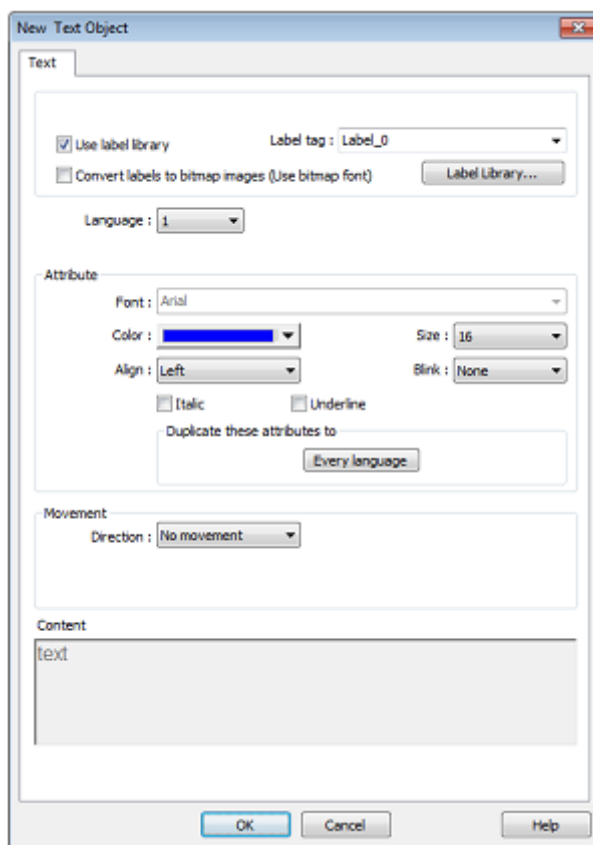 New Text Object
Text
Use label library
Label tag : Label_0
Convert labels to bitmap images (Use bitmap font)
Label Library...
Language : 1
Attribute
Font : Arial
Color :
Size : 16
Align : Left
Blink : None
Italic
Underline
Duplicate these attributes to
Every language
Movement
Direction : No movement
Content
text
OK
Cancel
Help